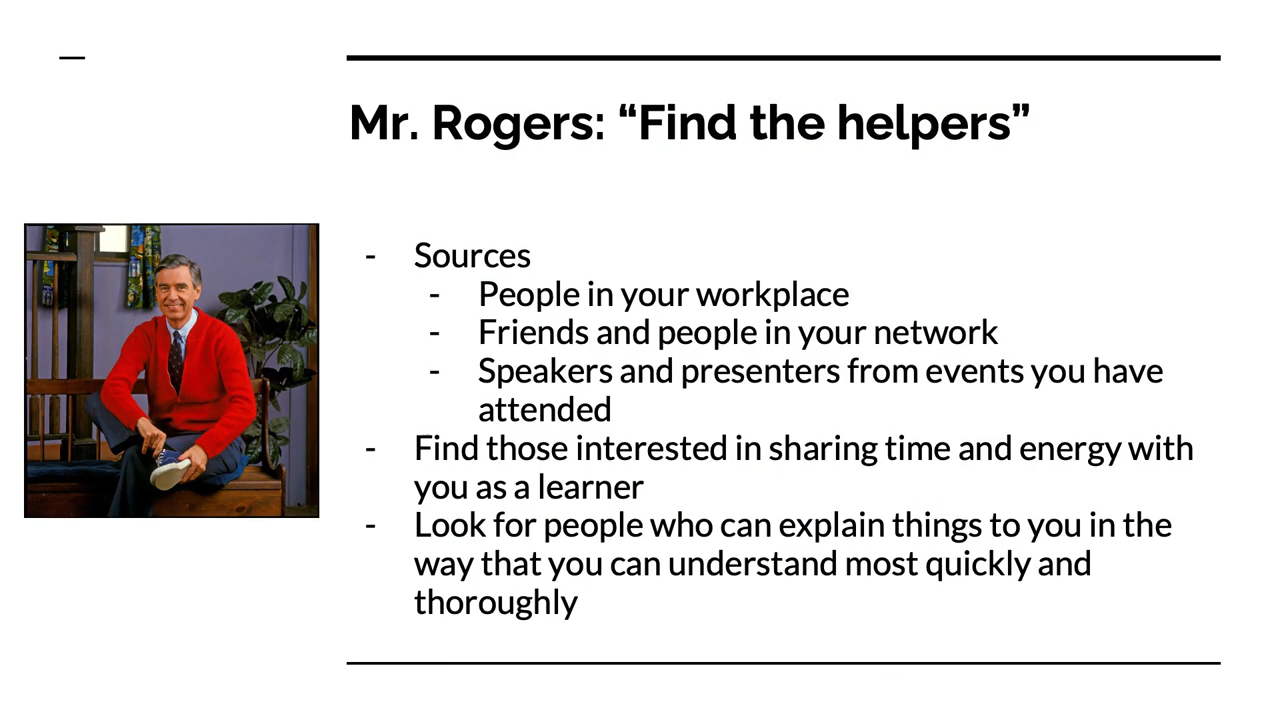 Mr. Rogers: “Find the helpers”
- Sources
- People in your workplace
- Friends and people in your network
- Speakers and presenters from events you have
attended
- Find those interested in sharing time and energy with
you as a learner
- Look for people who can explain things to you in the
way that you can understand most quickly and
thoroughly